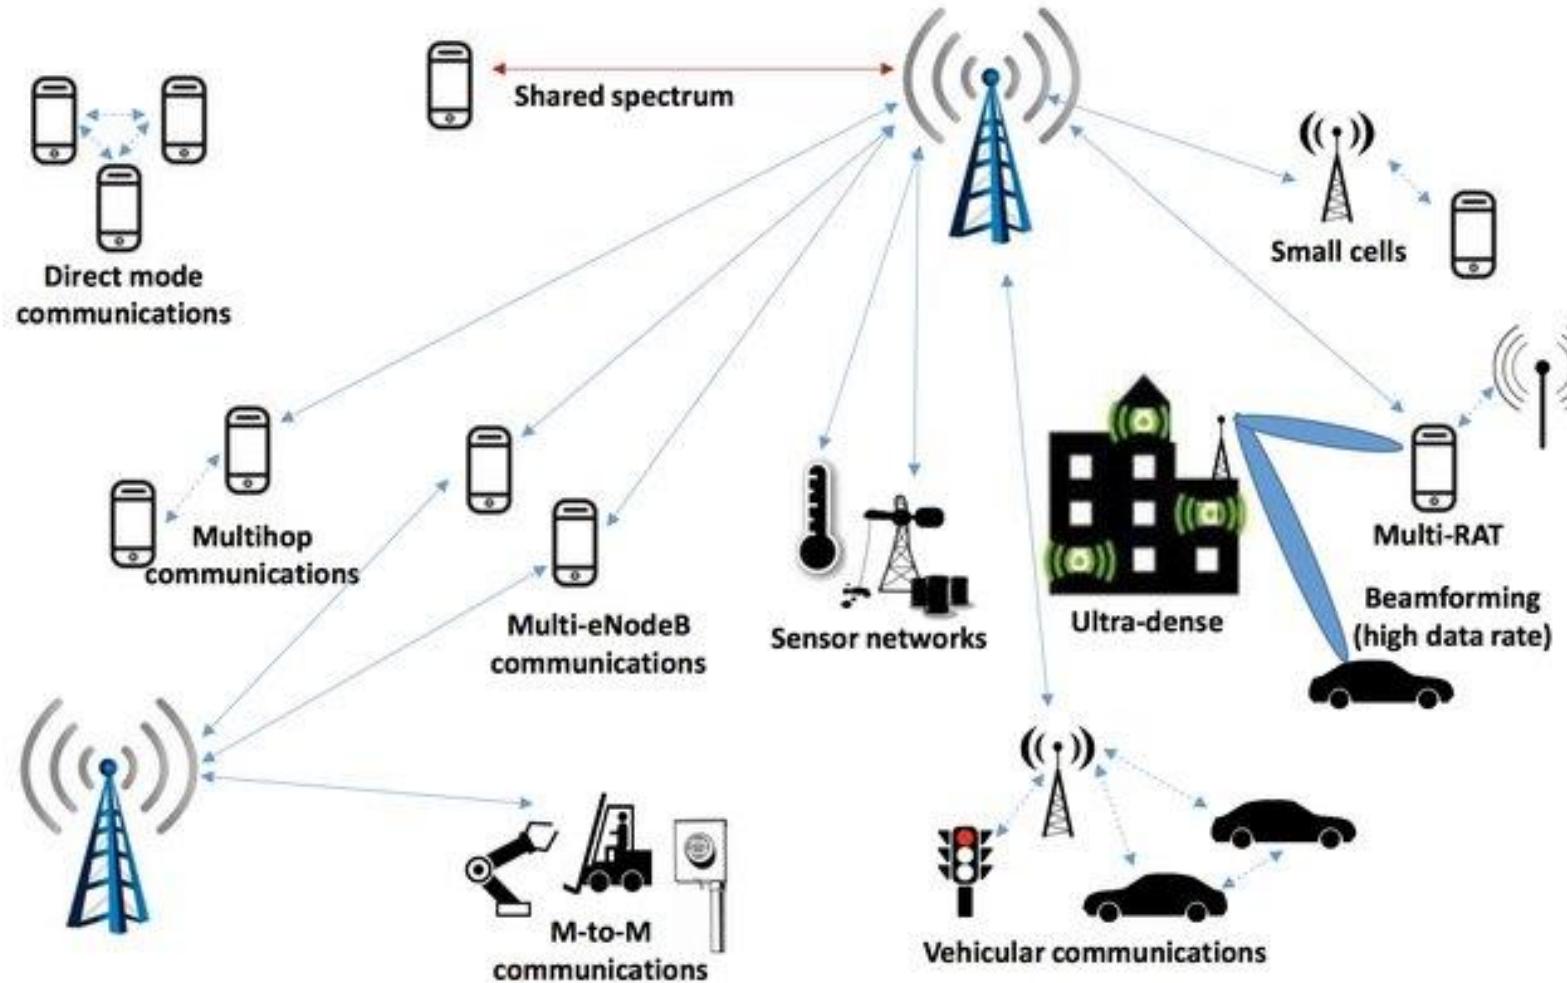 Shared spectrum
Direct mode
communications
Small cells
Multihop
communications
Multi-eNodeB
communications
Sensor networks
Ultra-dense
Multi-RAT
Beamforming
(high data rate)
M-to-M
communications
Vehicular communications